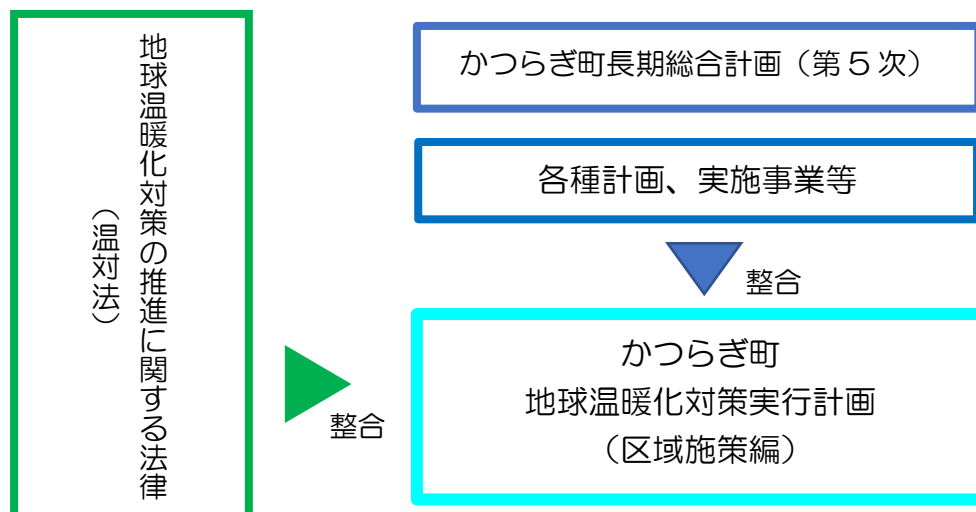 地球温暖化対策の推進に関する法律
（温対法）
かつらぎ町長期総合計画（第５次）
各種計画、実施事業等
整合
整合
かつらぎ町
地球温暖化対策実行計画
（区域施策編）